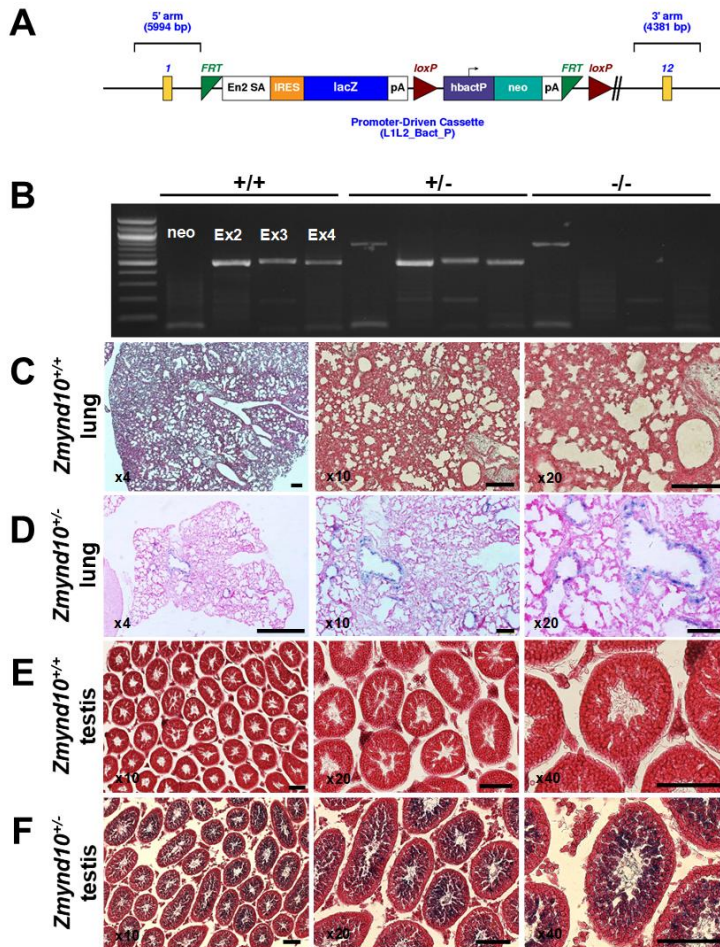 A
5' arm
(5994 bp)
3' arm
(4381 bp)
1 FRT loxP FRT loxP 12
En2 SA IRES lacZ pA hbactP neo pA
Promoter-Driven Cassette
(L1L2_Bact_P)
B
+/+ +/- -/-
neo Ex2 Ex3 Ex4
C
Zmynd10+/+
lung
x4 x10 x20
D
Zmynd10+/-
lung
x4 x10 x20
E
Zmynd10+/+
testis
x10 x20 x40
F
Zmynd10+/-
testis
x10 x20 x40